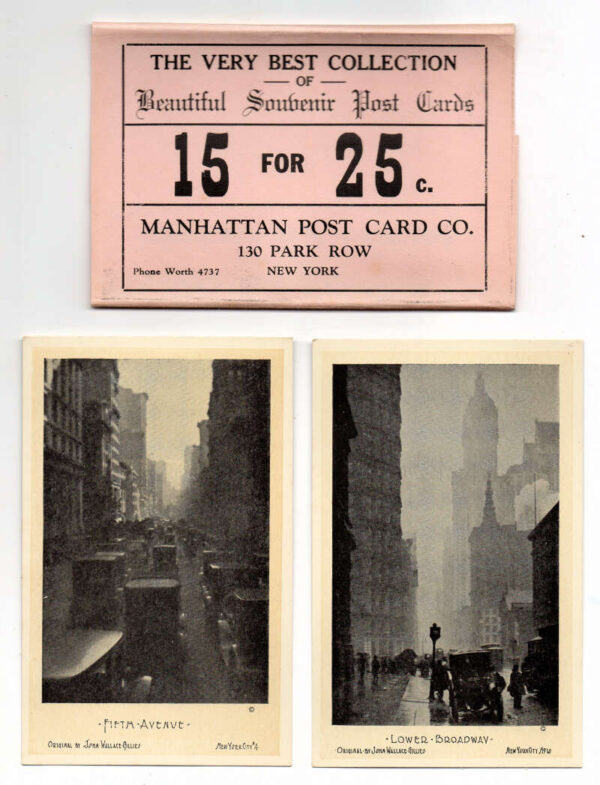 THE VERY BEST COLLECTION
— OF —
Beautiful Souvenir Post Cards
15 FOR 25 c.
MANHATTAN POST CARD CO.
130 PARK ROW
Phone Worth 4737 NEW YORK
©
· FIFTH · AVENUE ·
ORIGINAL BY JOHN WALLACE GILLIES NEW YORK CITY
©
· LOWER · BROADWAY ·
ORIGINAL BY JOHN WALLACE GILLIES NEW YORK CITY, No 10